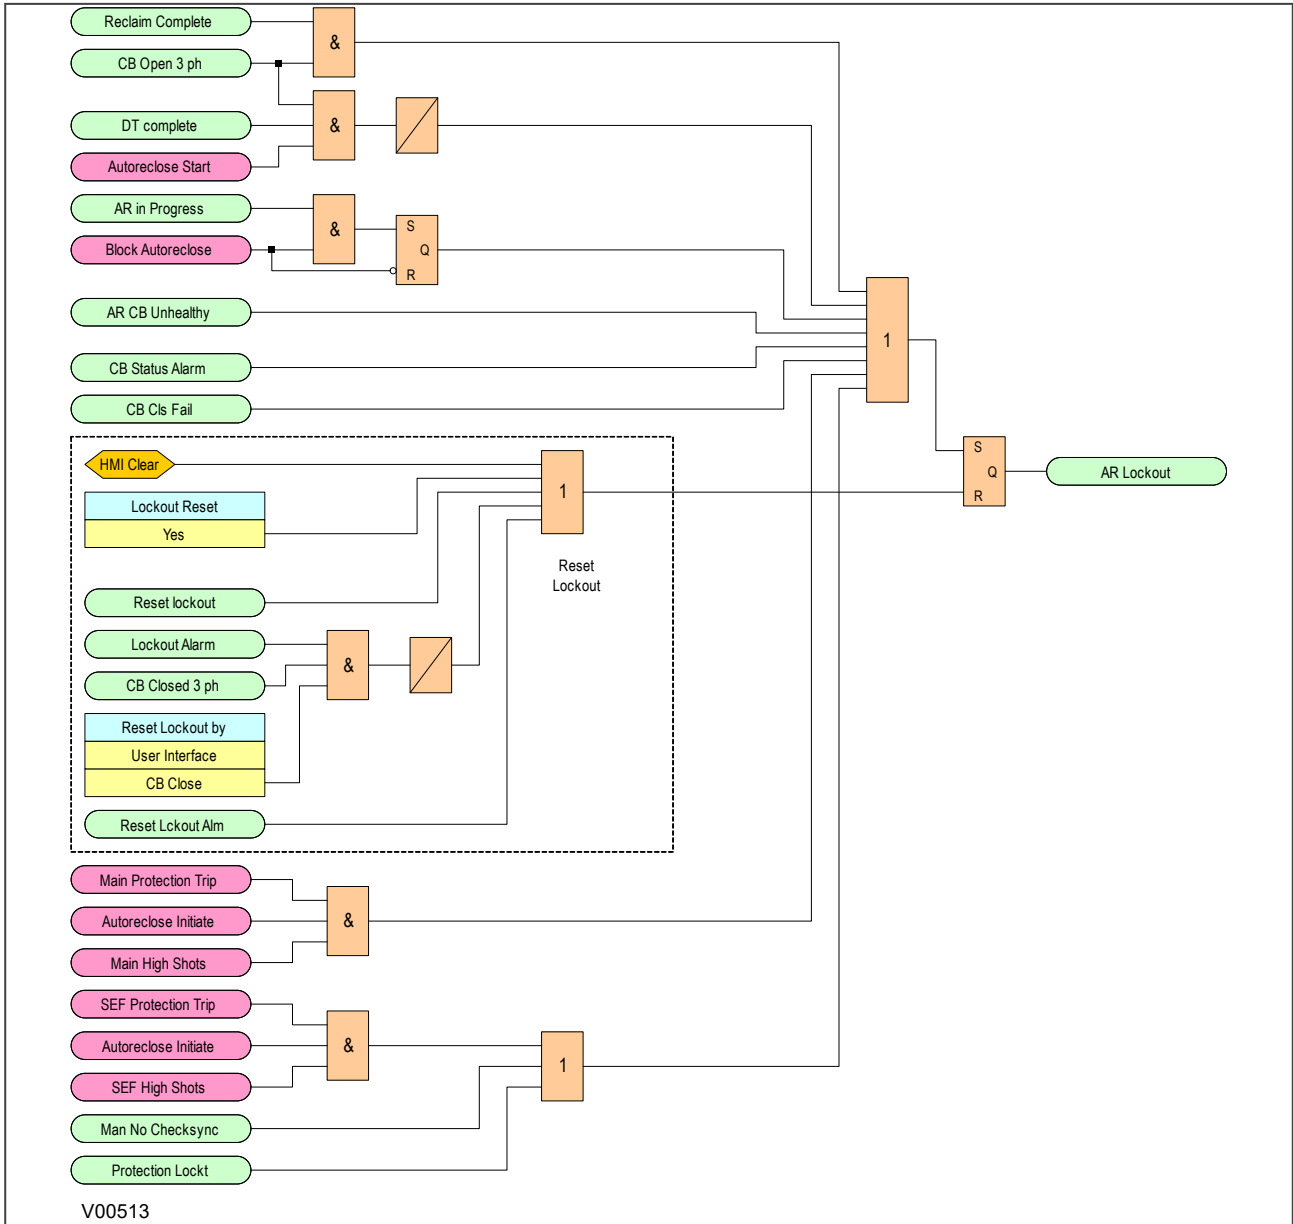 Reclaim Complete
&
CB Open 3 ph
&
DT complete
Autoreclose Start
AR in Progress
&
S
Q
R
Block Autoreclose
AR CB Unhealthy
1
CB Status Alarm
CB Cls Fail
HMI Clear
1
S
Q
R
AR Lockout
Lockout Reset
Yes
Reset
Lockout
Reset lockout
Lockout Alarm
&
CB Closed 3 ph
Reset Lockout by
User Interface
CB Close
Reset Lckout Alm
Main Protection Trip
Autoreclose Initiate
&
Main High Shots
SEF Protection Trip
Autoreclose Initiate
&
1
SEF High Shots
Man No Checksync
Protection Lockt
V00513